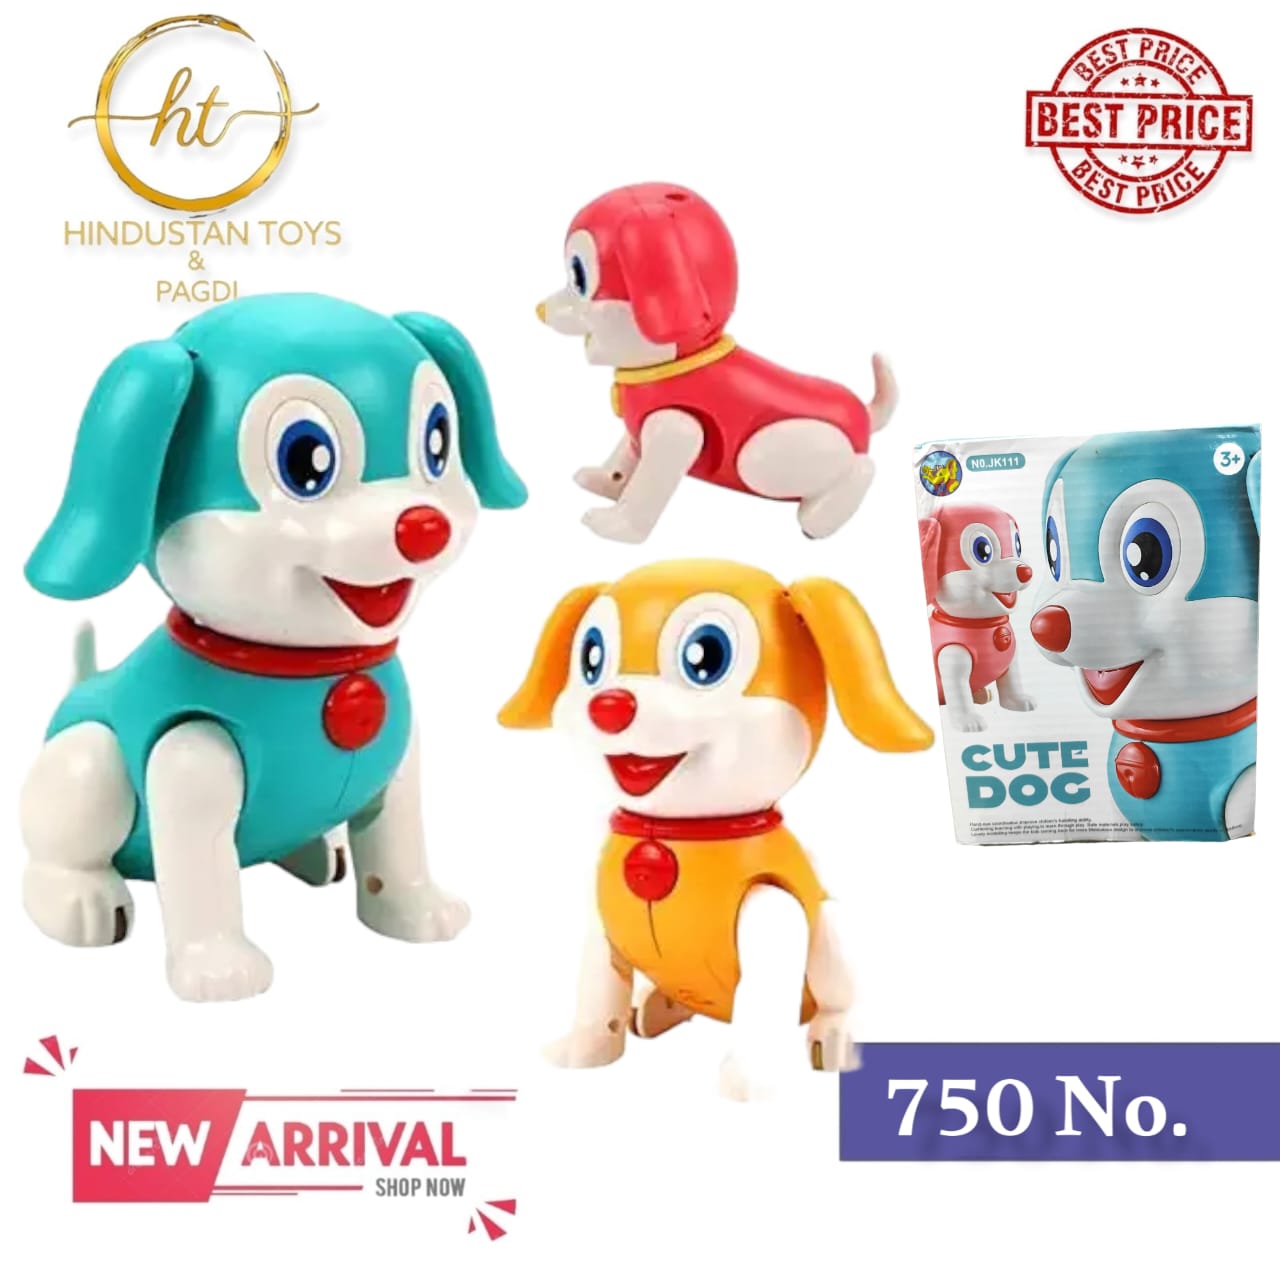 ht
HINDUSTAN TOYS
&
PAGDI
BEST PRICE
BEST PRICE
BEST PRICE
NO.JK111
3+
CUTE
DOG
NEW ARRIVAL
SHOP NOW
750 No.